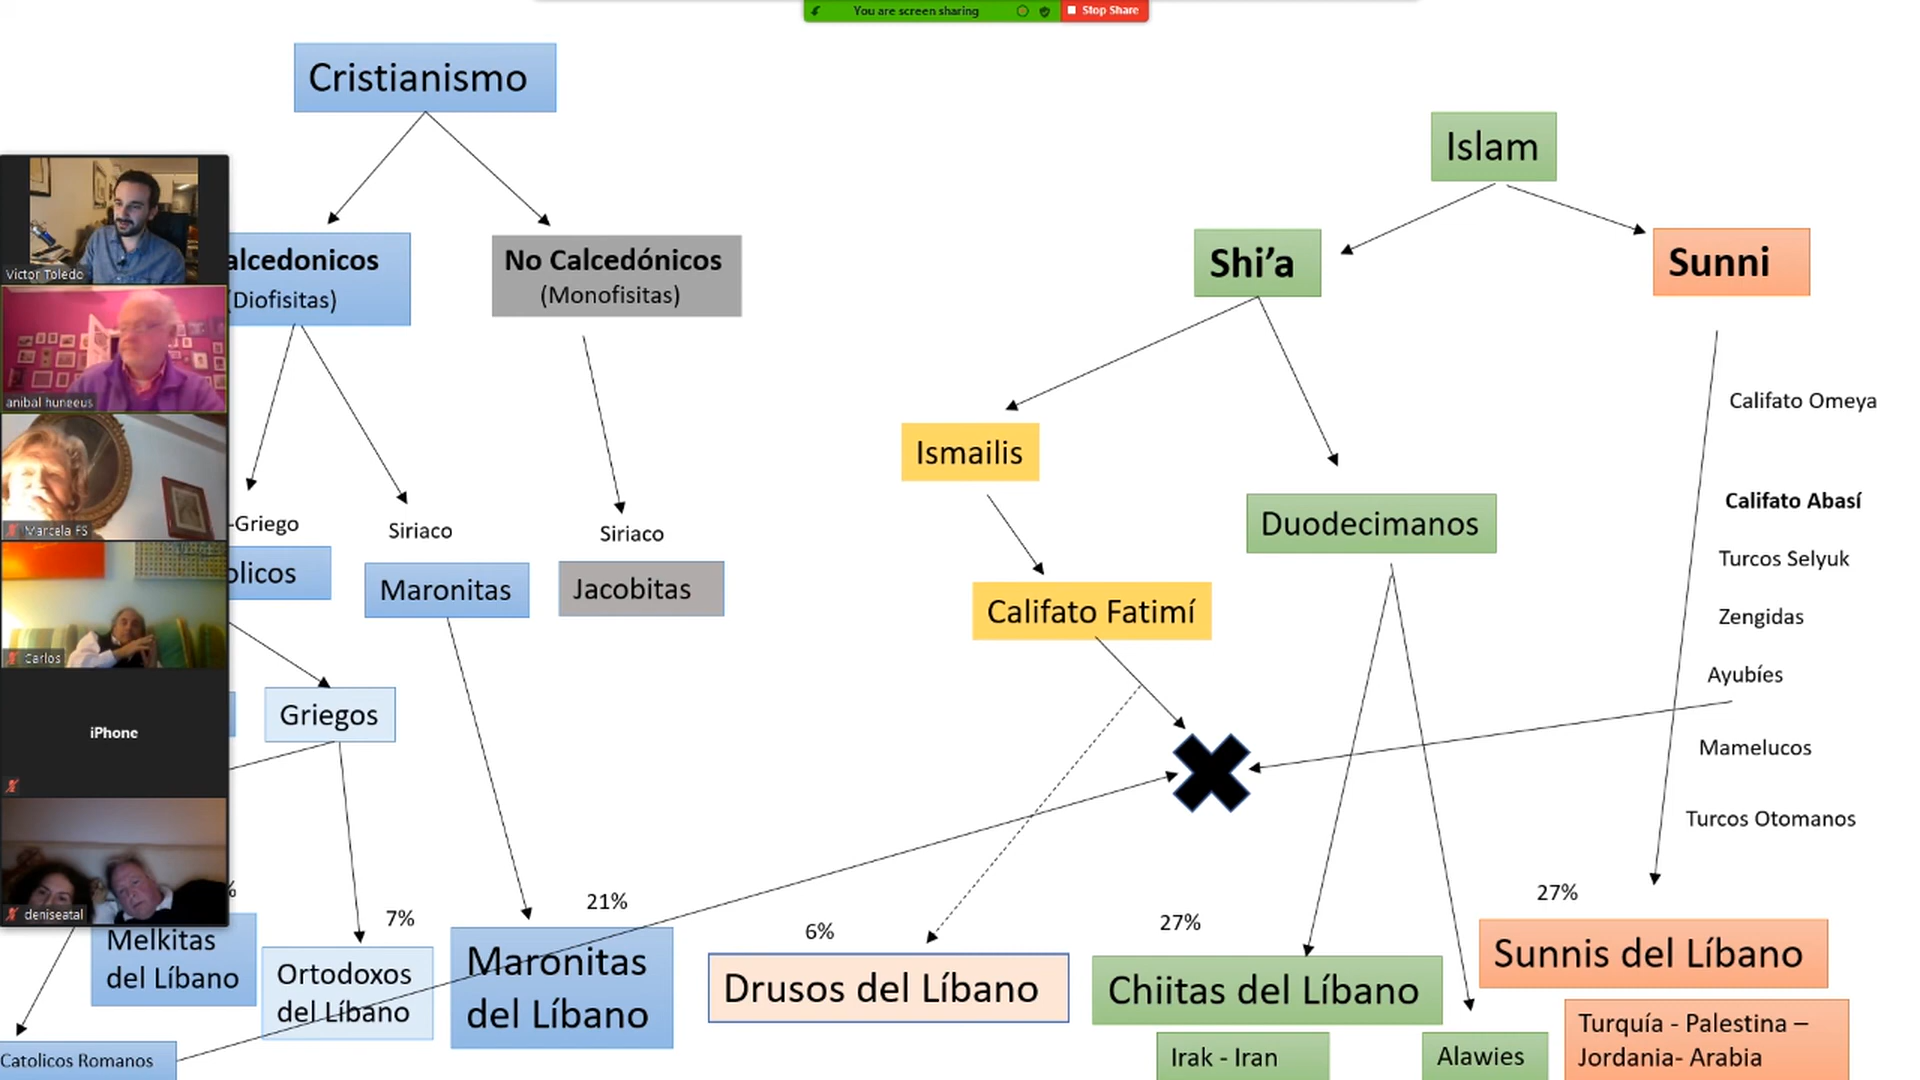 You are screen sharing
Stop Share
Cristianismo
Islam
Victor Toledo
alcedonicos
(Diofisitas)
No Calcedónicos
(Monofisitas)
Shi’a
Sunni
anibal huneeus
Califato Omeya
Ismailis
Califato Abasí
-Griego
Siriaco
Siriaco
Duodecimanos
Marcela FS
Turcos Selyuk
olicos
Maronitas
Jacobitas
Califato Fatimí
Zengidas
Carlos
Ayubíes
Griegos
iPhone
Mamelucos
Turcos Otomanos
%
7%
21%
6%
27%
27%
deniseatal
Melkitas
del Líbano
Ortodoxos
del Líbano
Maronitas
del Líbano
Drusos del Líbano
Chiitas del Líbano
Sunnis del Líbano
Catolicos Romanos
Irak - Iran
Alawies
Turquía - Palestina –
Jordania- Arabia